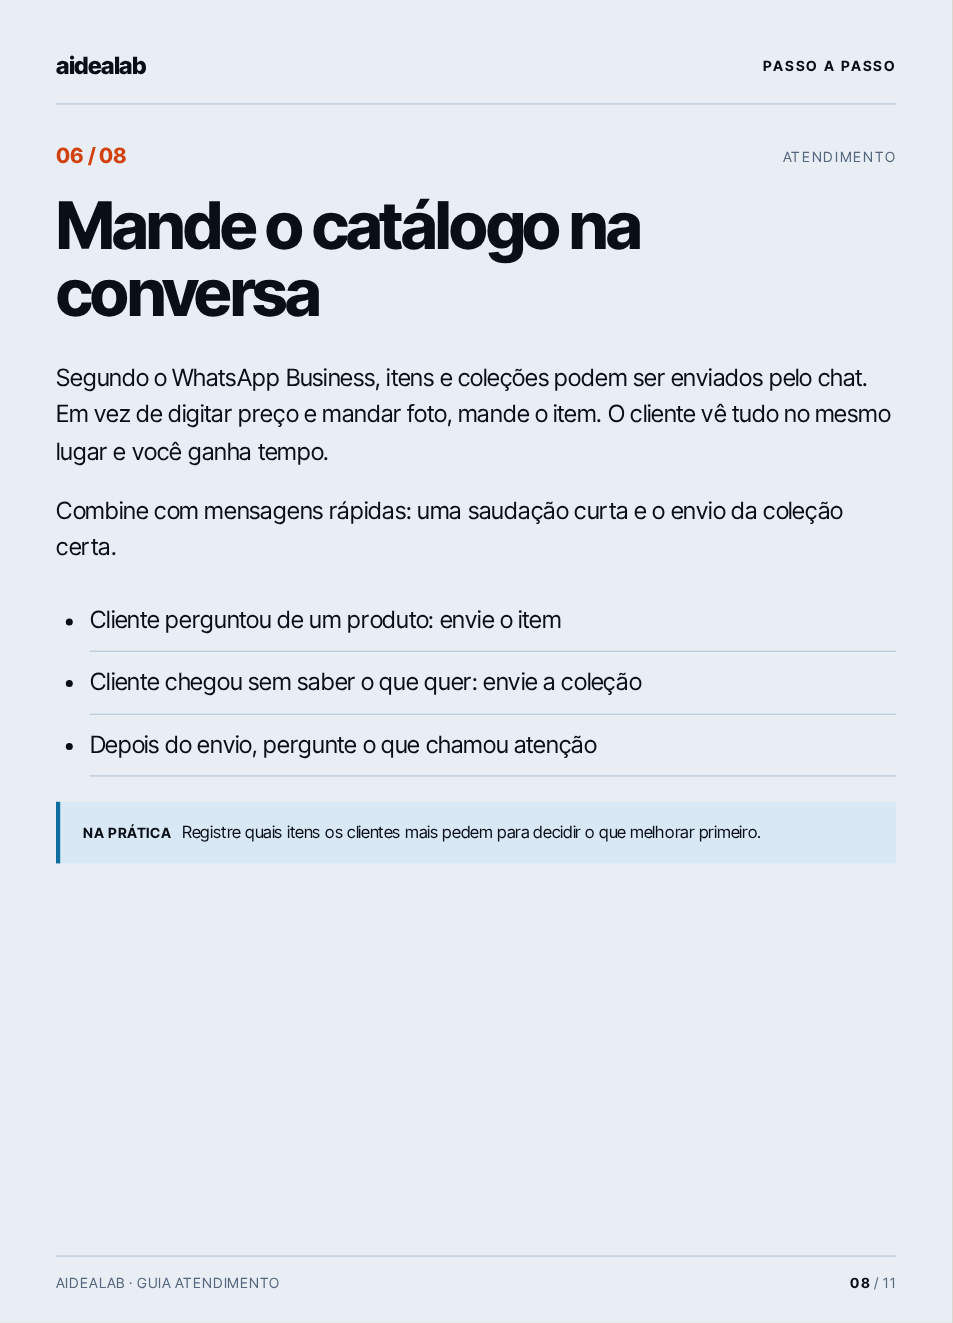 aidealab
PASSO A PASSO
06 / 08
ATENDIMENTO
Mande o catálogo na
conversa
Segundo o WhatsApp Business, itens e coleções podem ser enviados pelo chat.
Em vez de digitar preço e mandar foto, mande o item. O cliente vê tudo no mesmo
lugar e você ganha tempo.
Combine com mensagens rápidas: uma saudação curta e o envio da coleção
certa.
• Cliente perguntou de um produto: envie o item
• Cliente chegou sem saber o que quer: envie a coleção
• Depois do envio, pergunte o que chamou atenção
NA PRÁTICA Registre quais itens os clientes mais pedem para decidir o que melhorar primeiro.
AIDEALAB · GUIA ATENDIMENTO
08 / 11